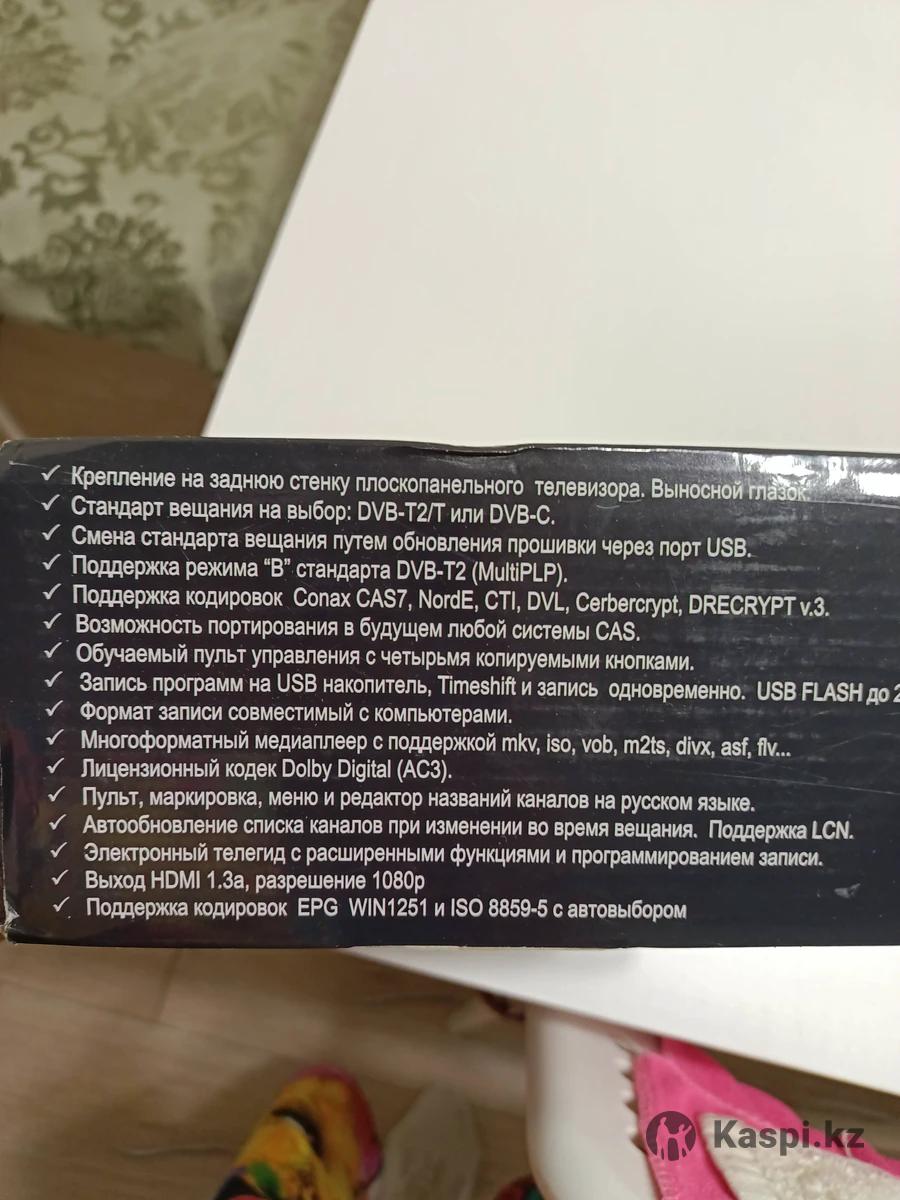 ✓ Крепление на заднюю стенку плоскопанельного телевизора. Выносной глазок.
✓ Стандарт вещания на выбор: DVB-T2/T или DVB-C.
✓ Смена стандарта вещания путем обновления прошивки через порт USB.
✓ Поддержка режима “В” стандарта DVB-T2 (MultiPLP).
✓ Поддержка кодировок Conax CAS7, NordE, CTI, DVL, Cerbercrypt, DRECRYPT v.3.
✓ Возможность портирования в будущем любой системы CAS.
✓ Обучаемый пульт управления с четырьмя копируемыми кнопками.
✓ Запись программ на USB накопитель, Timeshift и запись одновременно. USB FLASH до
✓ Формат записи совместимый с компьютерами.
✓ Многоформатный медиаплеер с поддержкой mkv, iso, vob, m2ts, divx, asf, flv...
✓ Лицензионный кодек Dolby Digital (AC3).
✓ Пульт, маркировка, меню и редактор названий каналов на русском языке.
✓ Автообновление списка каналов при изменении во время вещания. Поддержка LCN.
✓ Электронный телегид с расширенными функциями и программированием записи.
✓ Выход HDMI 1.3a, разрешение 1080p
✓ Поддержка кодировок EPG WIN1251 и ISO 8859-5 с автовыбором
Kaspi.kz